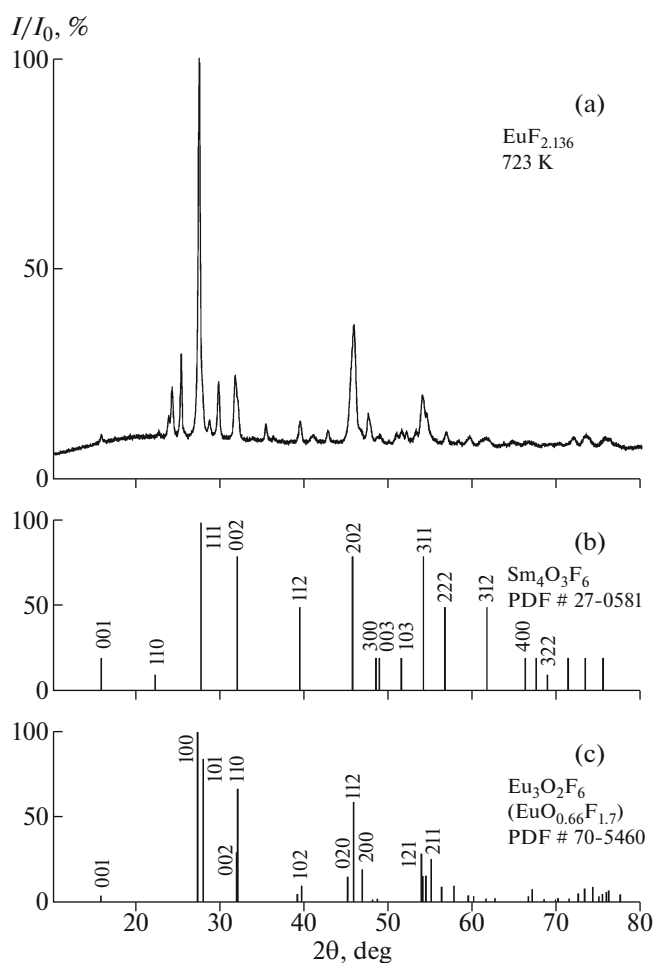 I/I₀, %
100
(a)
EuF₂.₁₃₆
723 K
50
0
100
111
002
202
311
(b)
Sm₄O₃F₆
PDF # 27-0581
50
001
110
112
300
003
103
222
312
400
322
0
100
100
101
110
112
(c)
Eu₃O₂F₆
(EuO₀.₆₆F₁.₇)
PDF # 70-5460
50
001
002
102
020
200
121
211
0
20 30 40 50 60 70 80
2θ, deg